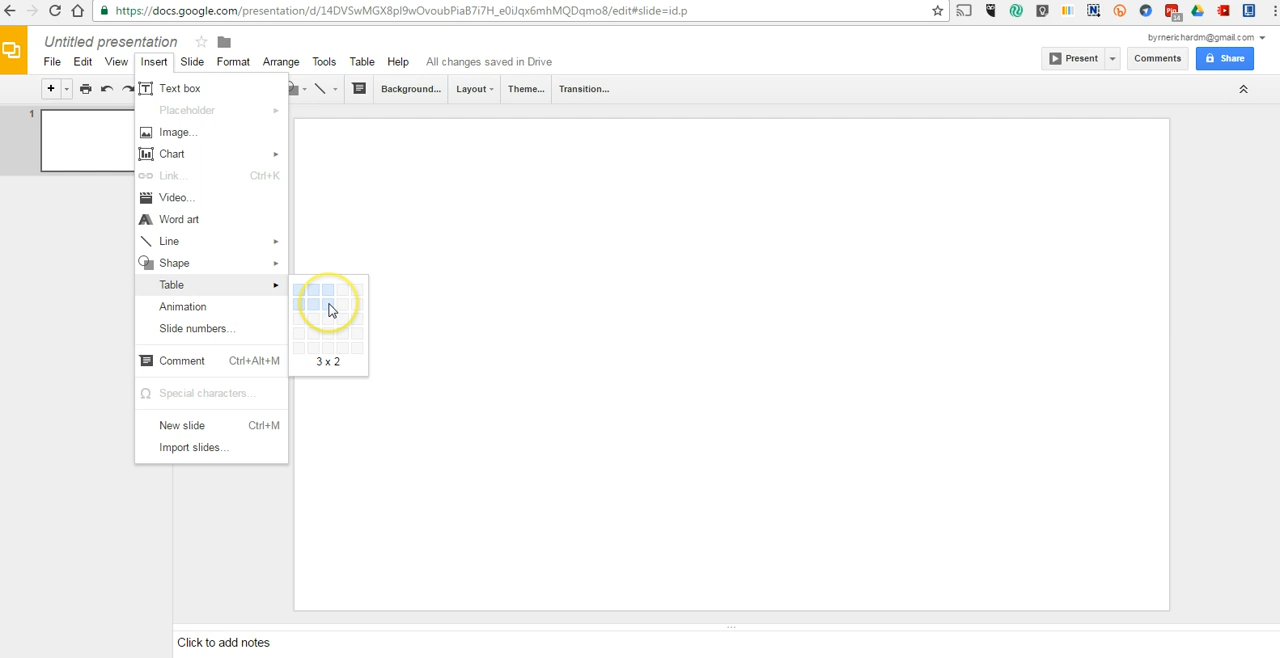 https://docs.google.com/presentation/d/14DVSwMGX8pl9wOvoubPiaB7i7H_e0iJqx6mhMQDqmo8/edit#slide=id.p
14
Untitled presentation
byrnerichardm@gmail.com
File Edit View Insert Slide Format Arrange Tools Table Help All changes saved in Drive
Present Comments Share
Background... Layout Theme... Transition...
1
Text box
Placeholder
Image...
Chart
Link... Ctrl+K
Video...
Word art
Line
Shape
Table
Animation
Slide numbers...
3 x 2
Comment Ctrl+Alt+M
Special characters...
New slide Ctrl+M
Import slides...
Click to add notes